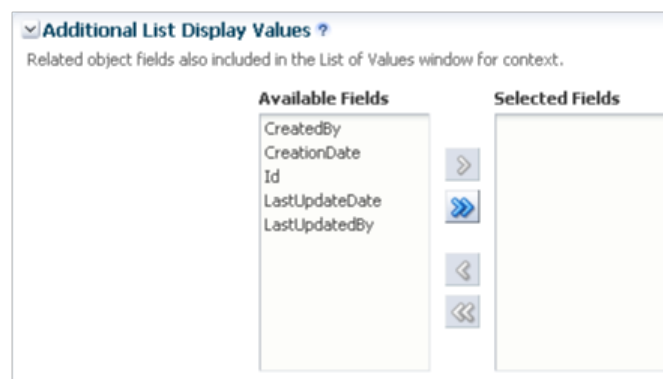 Additional List Display Values ?
Related object fields also included in the List of Values window for context.
Available Fields
Selected Fields
CreatedBy
CreationDate
Id
LastUpdateDate
LastUpdatedBy